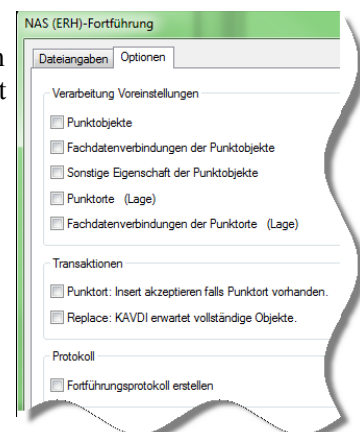 NAS (ERH)-Fortführung
Dateiangaben Optionen
Verarbeitung Voreinstellungen
Punktobjekte
Fachdatenverbindungen der Punktobjekte
Sonstige Eigenschaft der Punktobjekte
Punktorte (Lage)
Fachdatenverbindungen der Punktorte (Lage)
Transaktionen
Punktort: Insert akzeptieren falls Punktort vorhanden.
Replace: KAVDI erwartet vollständige Objekte.
Protokoll
Fortführungsprotokoll erstellen